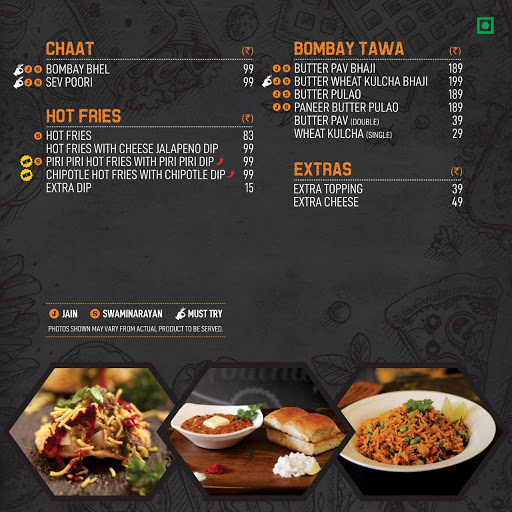 CHAAT (₹)
J S BOMBAY BHEL 99
J S SEV POORI 99
HOT FRIES (₹)
S HOT FRIES 83
HOT FRIES WITH CHEESE JALAPENO DIP 99
S PIRI PIRI HOT FRIES WITH PIRI PIRI DIP 99
CHIPOTLE HOT FRIES WITH CHIPOTLE DIP 99
EXTRA DIP 15
BOMBAY TAWA (₹)
J S BUTTER PAV BHAJI 189
J S BUTTER WHEAT KULCHA BHAJI 199
J S BUTTER PULAO 189
J S PANEER BUTTER PULAO 189
BUTTER PAV (DOUBLE) 39
WHEAT KULCHA (SINGLE) 29
EXTRAS (₹)
EXTRA TOPPING 39
EXTRA CHEESE 49
J JAIN S SWAMINARAYAN MUST TRY
PHOTOS SHOWN MAY VARY FROM ACTUAL PRODUCT TO BE SERVED.